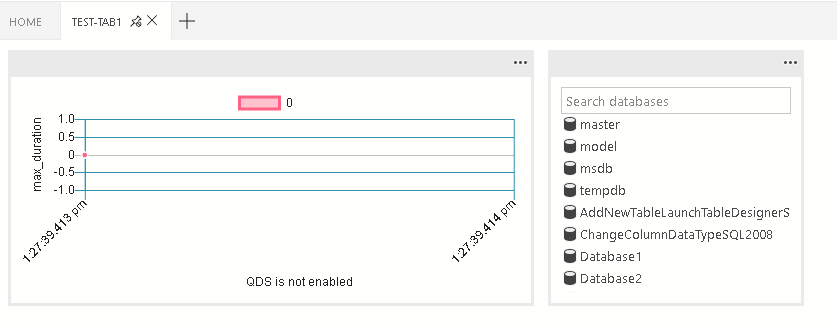 HOME
TEST-TAB1
0
1.0
0.5
0
-0.5
-1.0
max_duration
1:27:39.413 pm
1:27:39.414 pm
QDS is not enabled
Search databases
master
model
msdb
tempdb
AddNewTableLaunchTableDesignerS
ChangeColumnDataTypeSQL2008
Database1
Database2